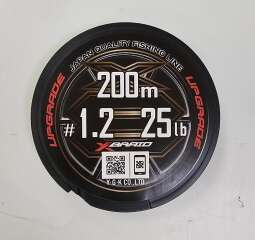 JAPAN QUALITY FISHING LINE
UPGRADE
UPGRADE
200m
#1.2 25lb
X BRAID
Y.G.K CO.,LTD.